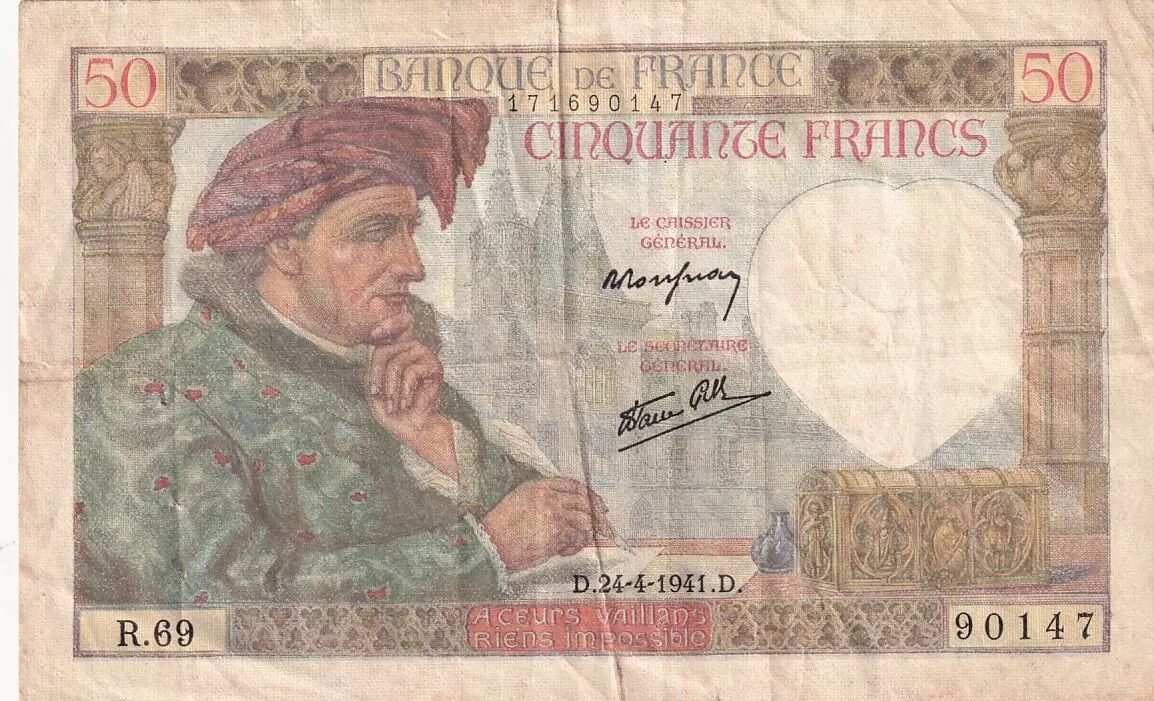 50 BANQUE DE FRANCE 50
171690147
CINQUANTE FRANCS
LE CAISSIER
GÉNÉRAL.
LE SECRÉTAIRE
GÉNÉRAL.
D.24-4-1941.D.
R.69
A CEURS VAILLANS
RIENS IMPOSSIBLE
90147